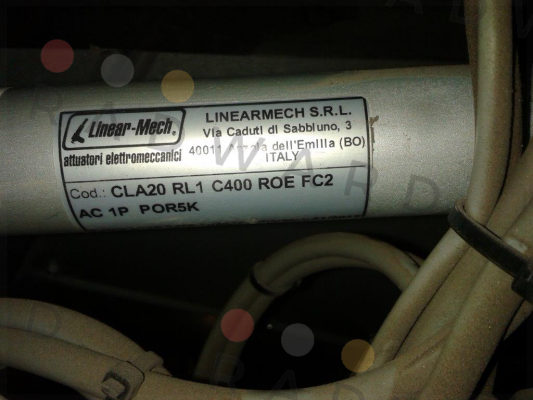 Linear-Mech®
attuatori elettromeccanici
LINEARMECH S.R.L.
Via Caduti di Sabbiuno, 3
40011 dell'Emilia (BO)
ITALY
Cod.: CLA20 RL1 C400 ROE FC2
AC 1P POR5K